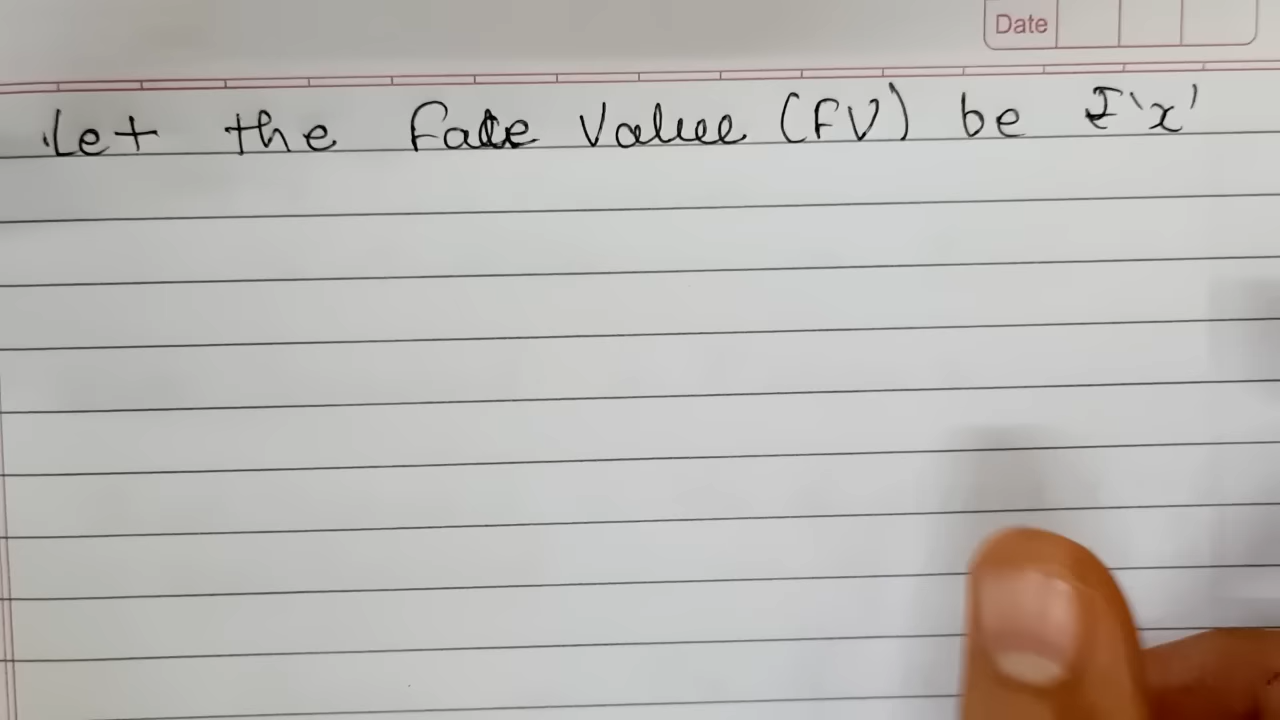 Date
Let the Face Value (FV) be ₹'x'